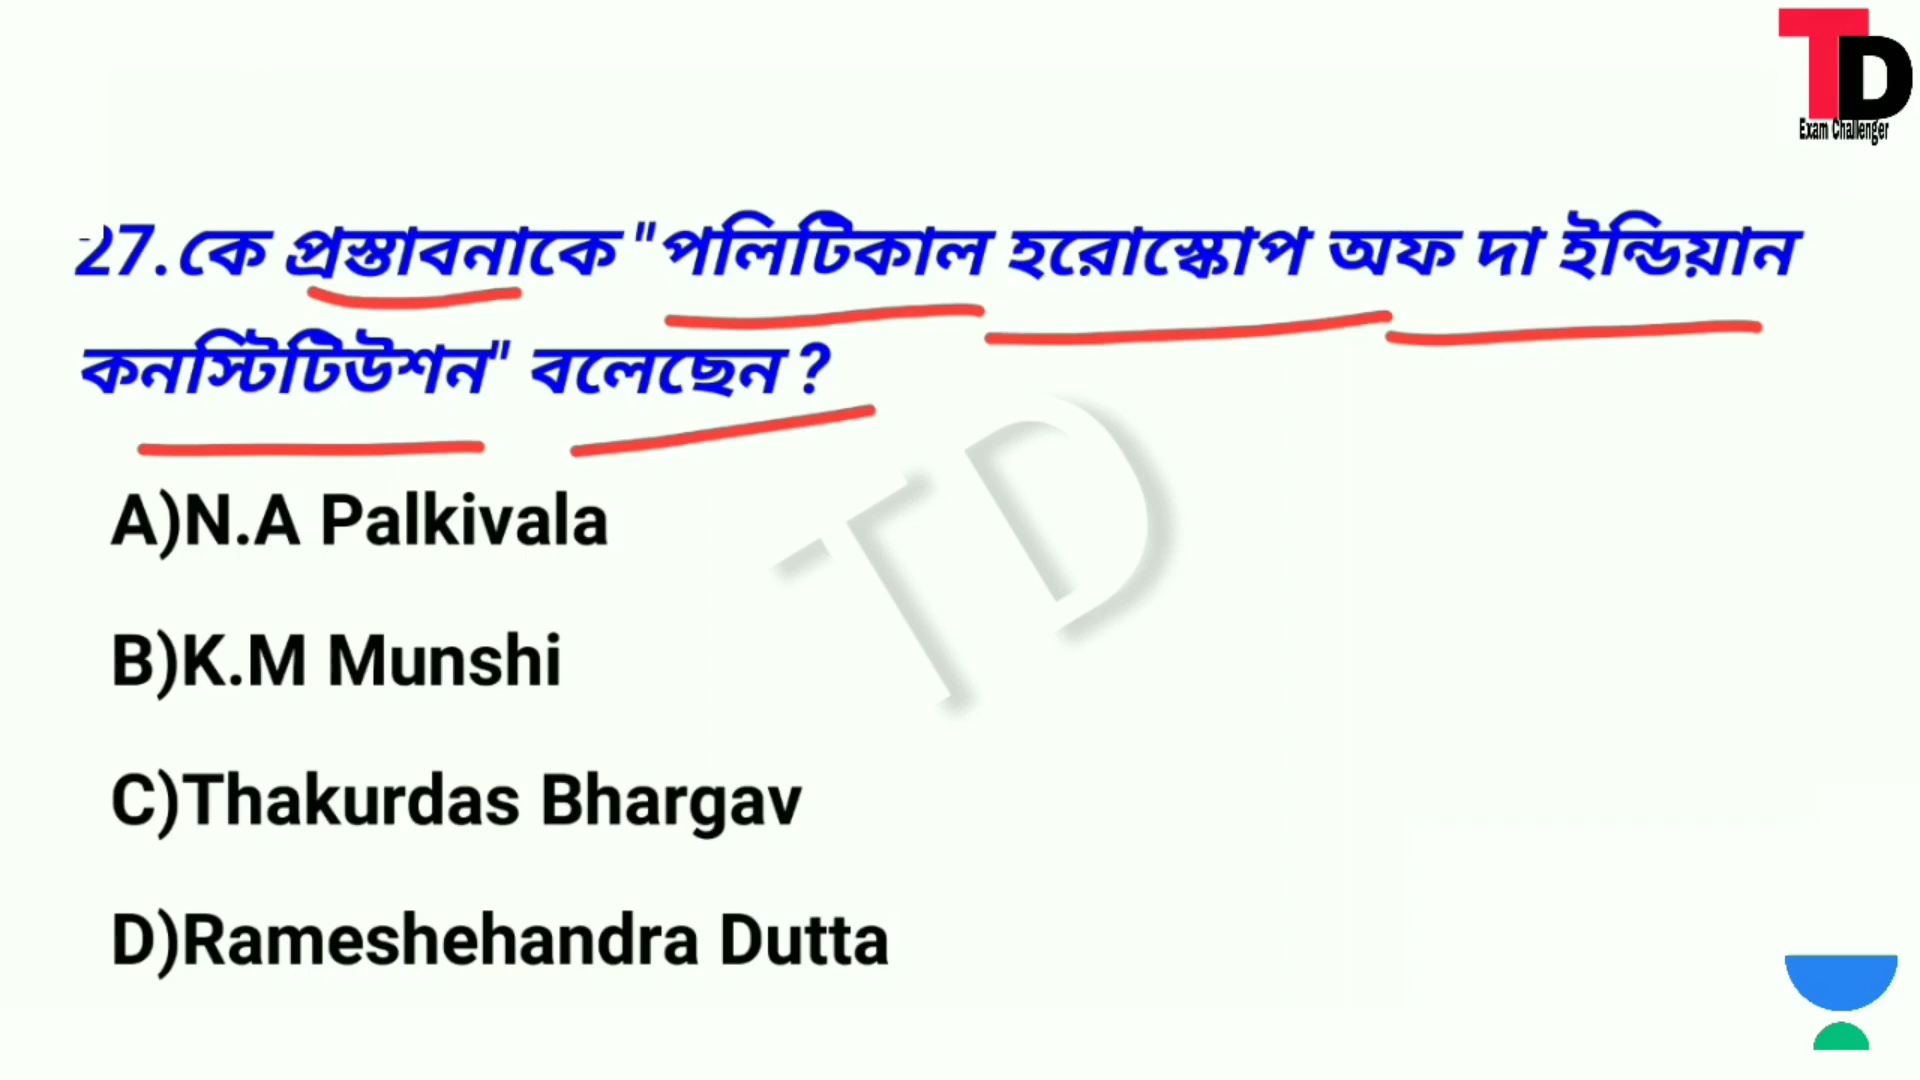 TD
Exam Challenger
27.কে প্রস্তাবনাকে "পলিটিকাল হরোস্কোপ অফ দা ইন্ডিয়ান
কনস্টিটিউশন" বলেছেন ?
TD
A)N.A Palkivala
B)K.M Munshi
C)Thakurdas Bhargav
D)Rameshehandra Dutta